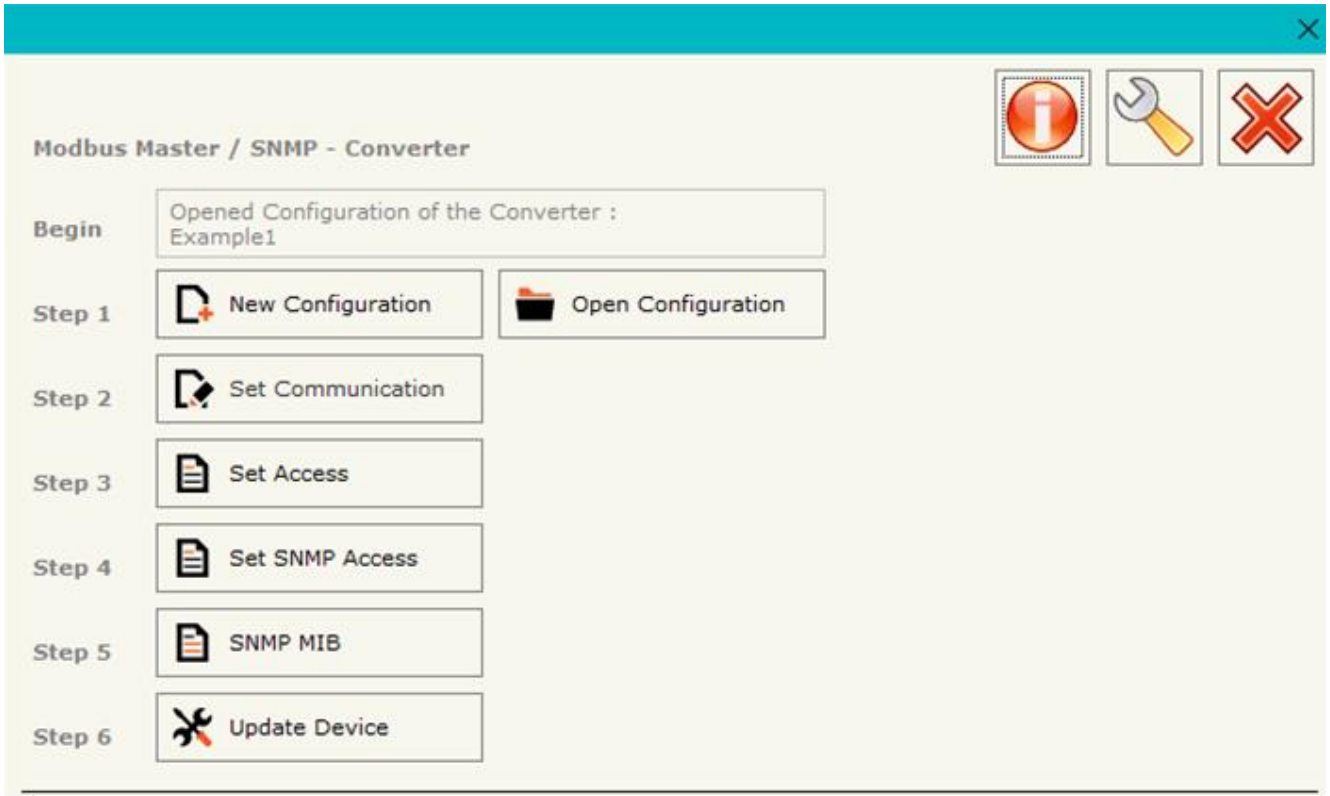 Modbus Master / SNMP - Converter
Begin
Opened Configuration of the Converter :
Example1
Step 1
New Configuration
Open Configuration
Step 2
Set Communication
Step 3
Set Access
Step 4
Set SNMP Access
Step 5
SNMP MIB
Step 6
Update Device